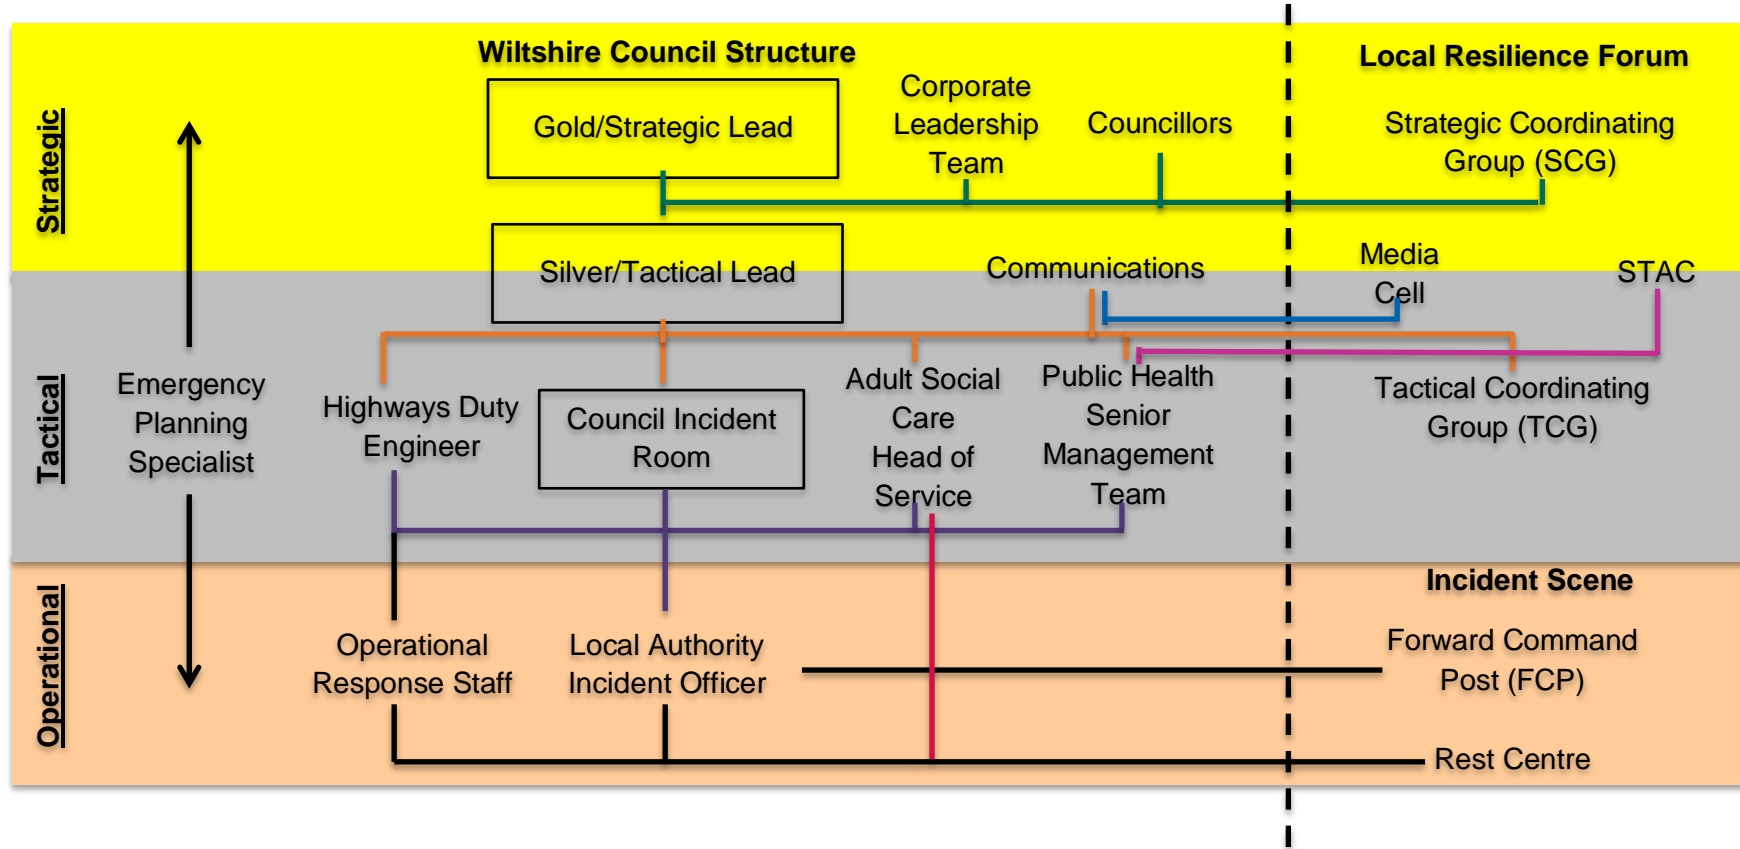 Wiltshire Council Structure
Local Resilience Forum
Strategic
Gold/Strategic Lead
Corporate
Leadership
Team
Councillors
Strategic Coordinating
Group (SCG)
Silver/Tactical Lead
Communications
Media
Cell
STAC
Tactical
Emergency
Planning
Specialist
Highways Duty
Engineer
Council Incident
Room
Adult Social
Care
Head of
Service
Public Health
Senior
Management
Team
Tactical Coordinating
Group (TCG)
Operational
Incident Scene
Operational
Response Staff
Local Authority
Incident Officer
Forward Command
Post (FCP)
Rest Centre